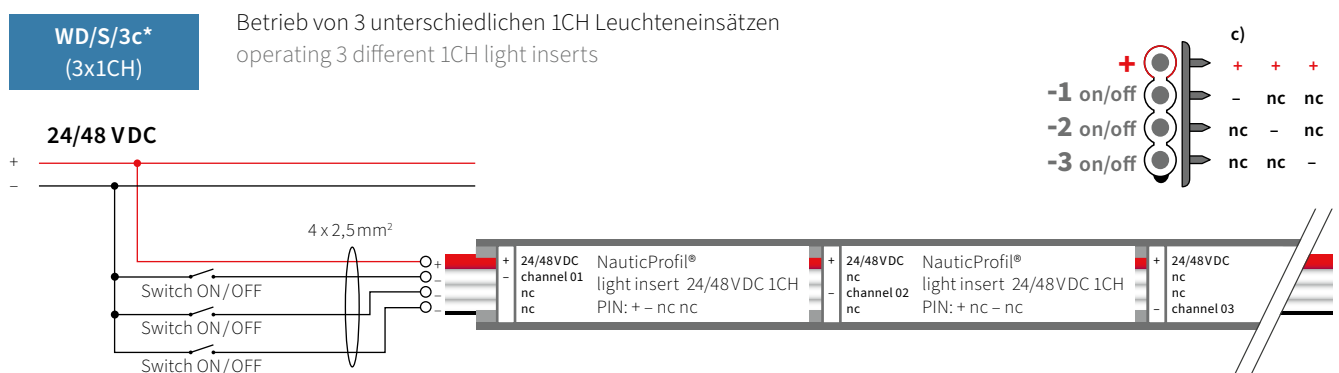 WD/S/3c*
(3x1CH)
Betrieb von 3 unterschiedlichen 1CH Leuchteneinsätzen
operating 3 different 1CH light inserts
c)
+ + + +
-1 on/off – nc nc
-2 on/off nc – nc
-3 on/off nc nc –
24/48 VDC
+
–
4 x 2,5 mm²
+
–
–
–
Switch ON/OFF
Switch ON/OFF
Switch ON/OFF
+ 24/48VDC
– channel 01
nc
nc
NauticProfil®
light insert 24/48VDC 1CH
PIN: + – nc nc
+ 24/48VDC
nc
– channel 02
nc
NauticProfil®
light insert 24/48VDC 1CH
PIN: + nc – nc
+ 24/48VDC
nc
nc
– channel 03